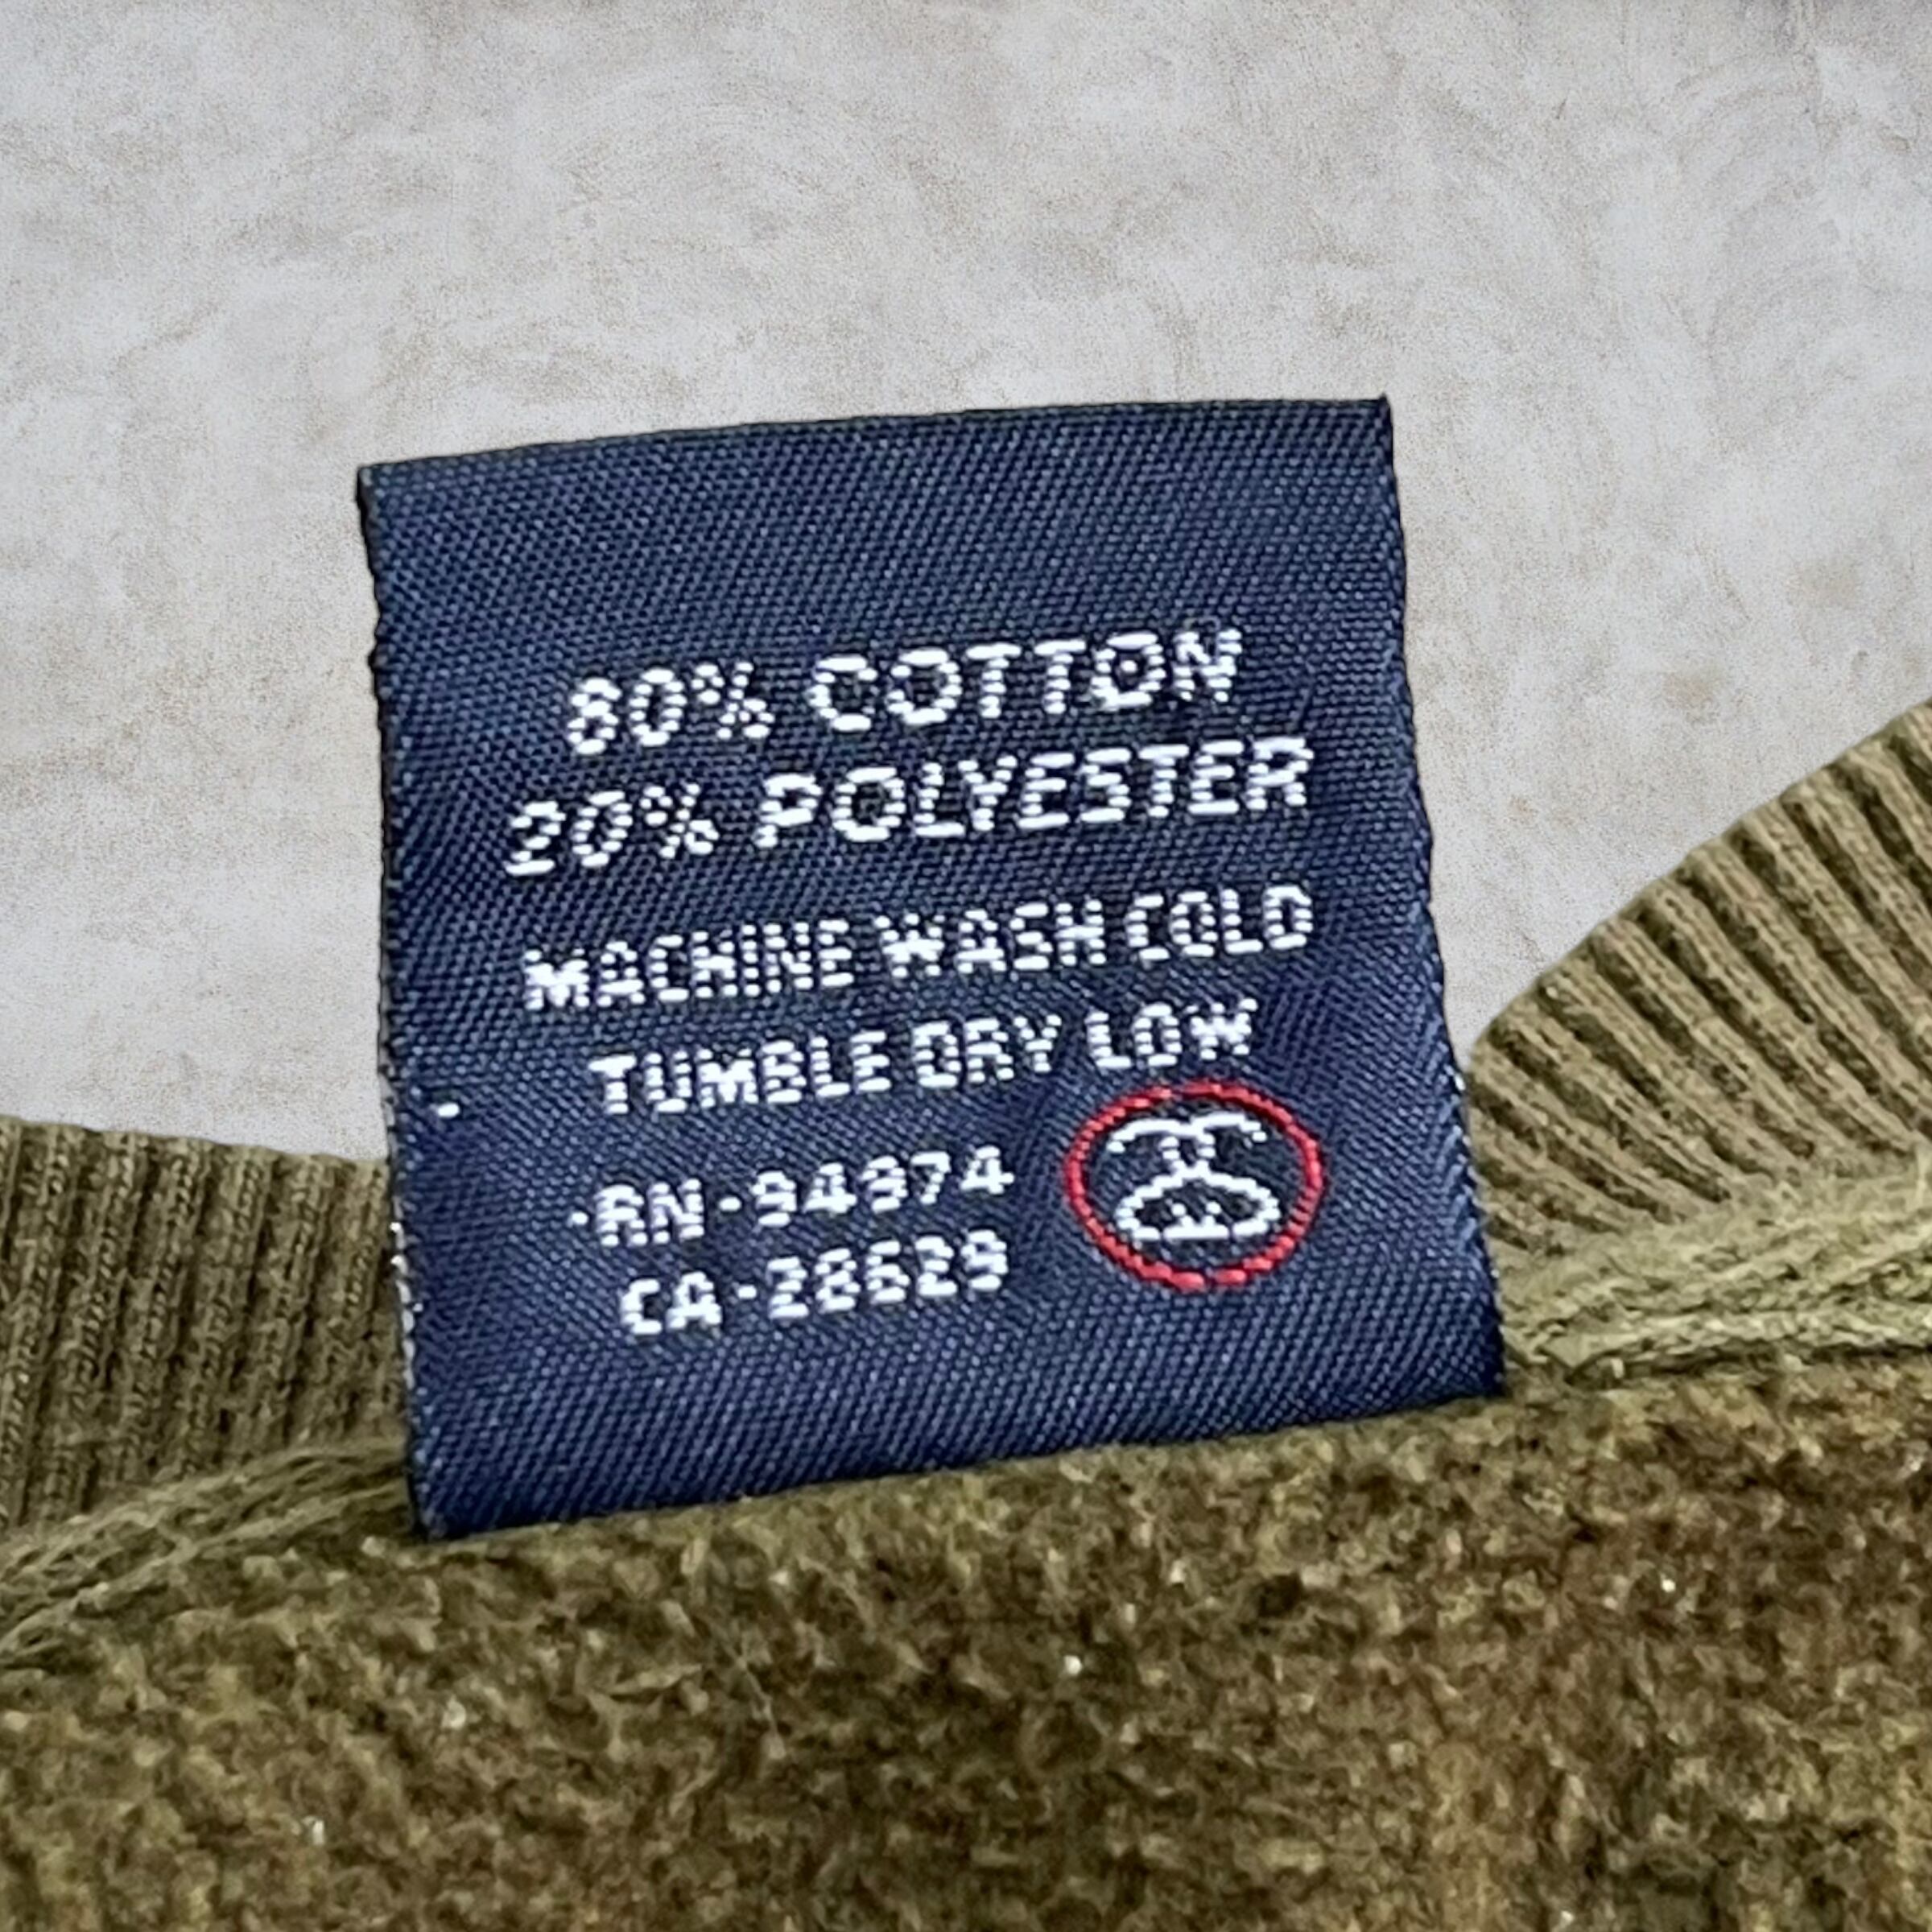 80% COTTON
20% POLYESTER
MACHINE WASH COLD
TUMBLE DRY LOW
RN-94974
CA-28629